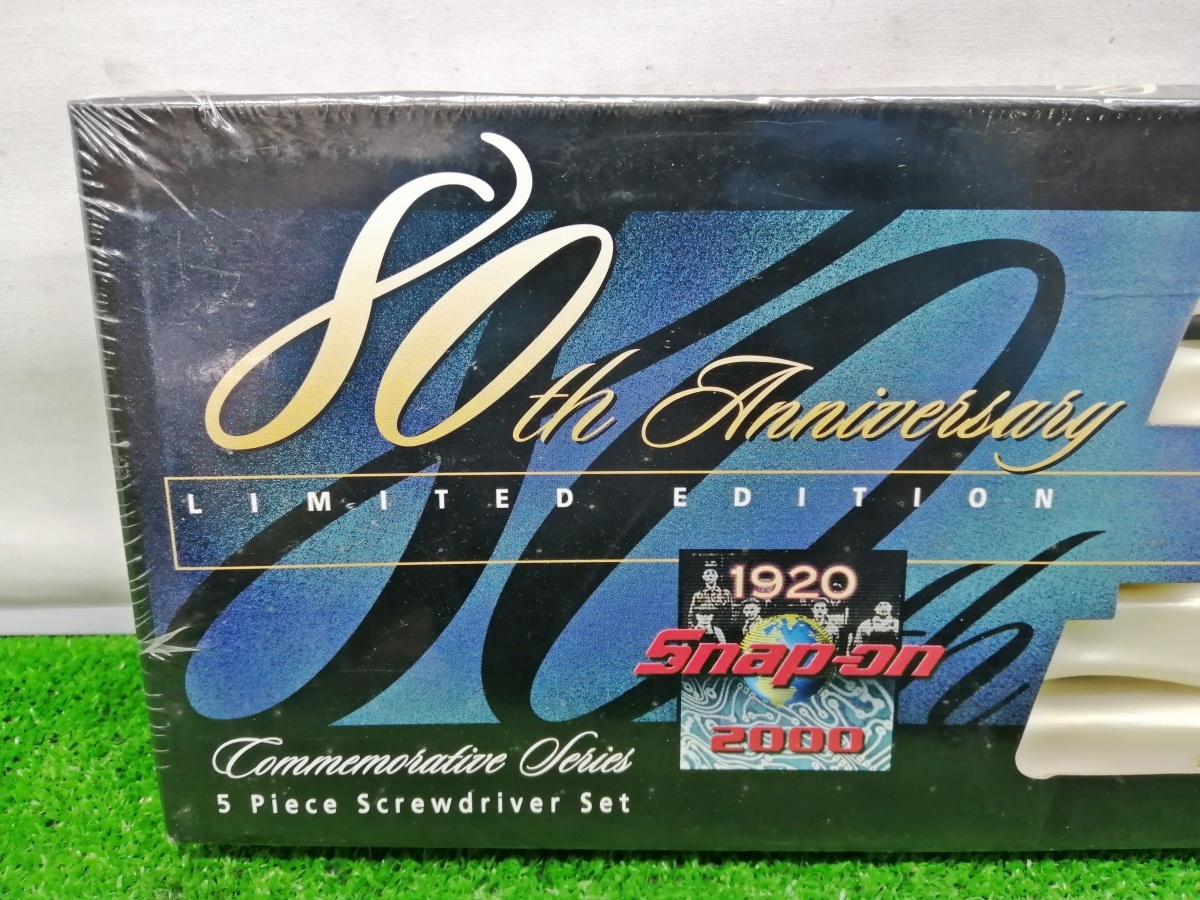 80th Anniversary
LIMITED EDITION
1920
Snap-on
2000
Commemorative Series
5 Piece Screwdriver Set